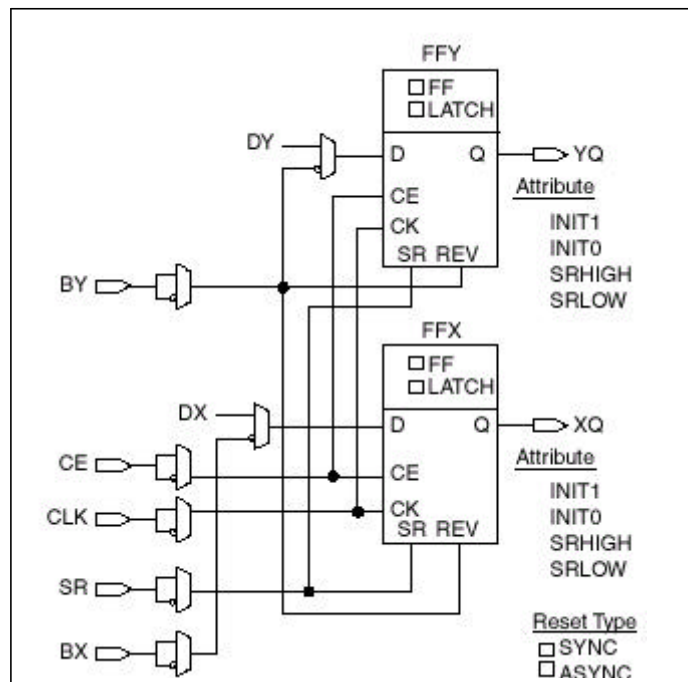 FFY
FF
LATCH
DY
D Q
YQ
CE
Attribute
CK
INIT1
SR REV
INIT0
BY
SRHIGH
SRLOW
FFX
FF
LATCH
DX
D Q
XQ
CE
CE
Attribute
CLK
CK
INIT1
SR REV
INIT0
SRHIGH
SR
SRLOW
Reset Type
BX
SYNC
ASYNC